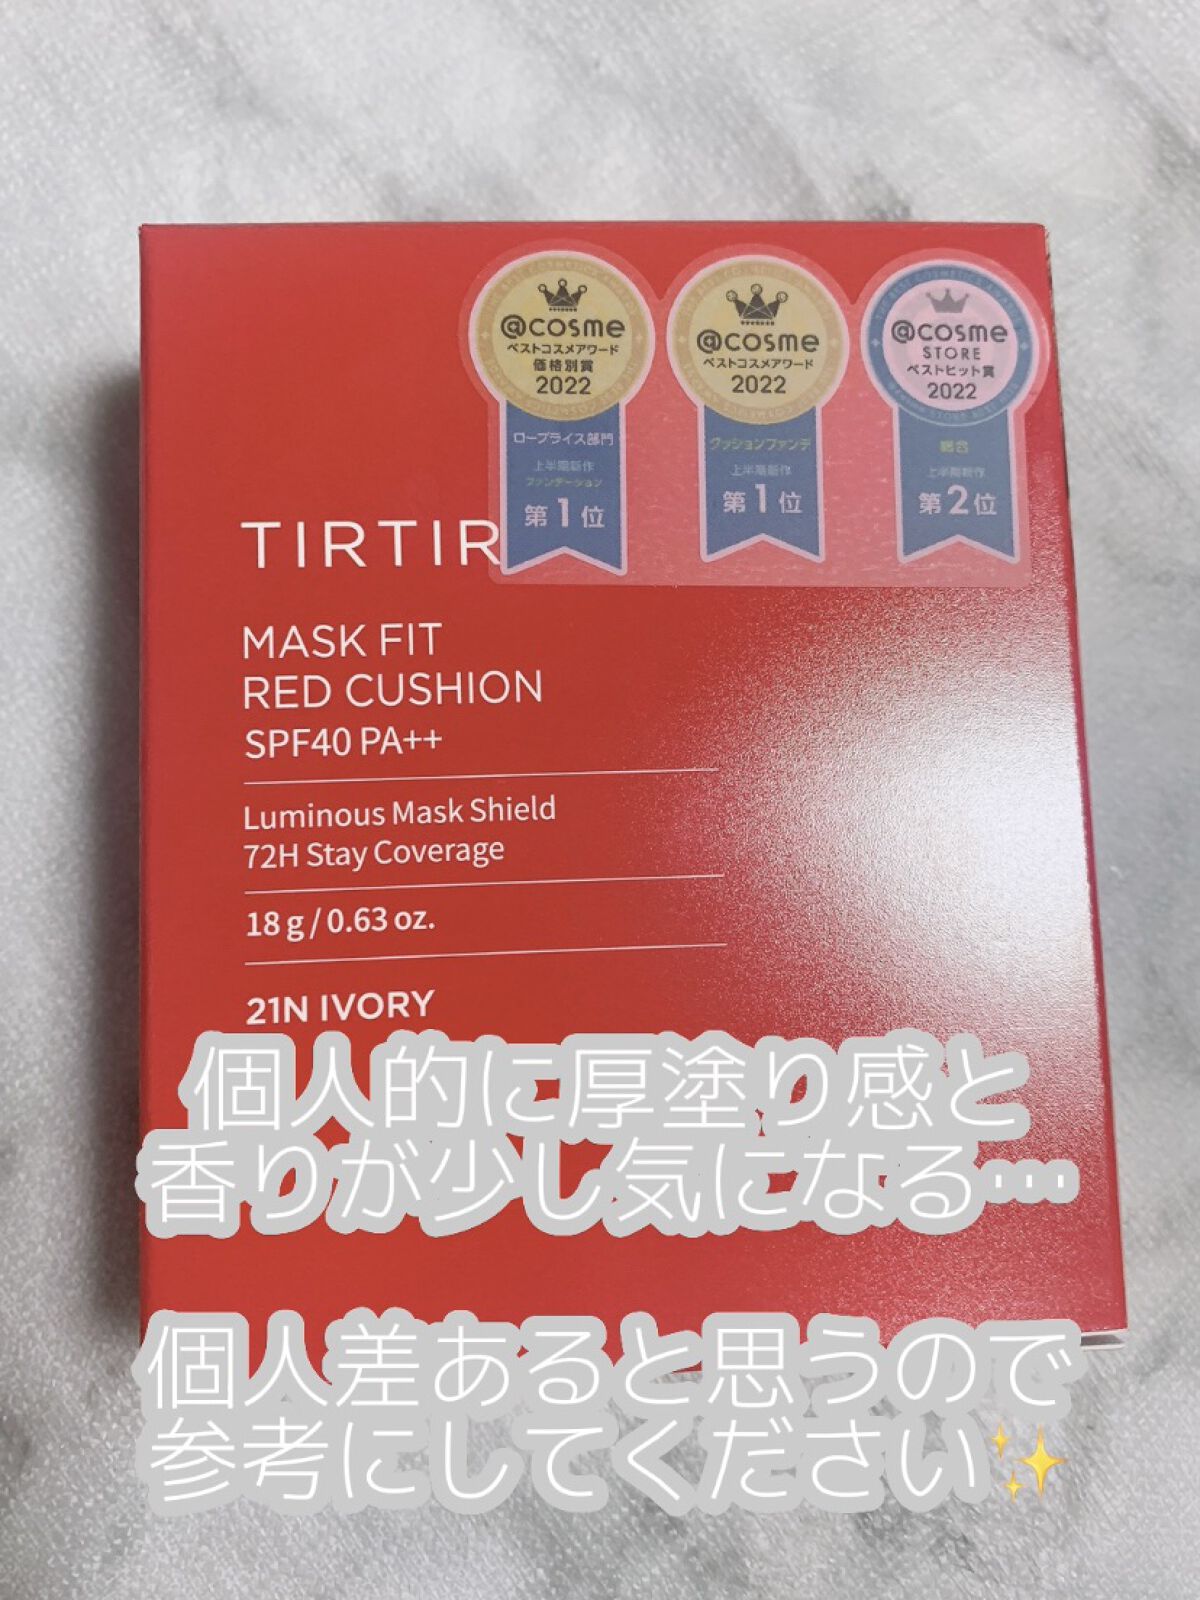 @cosme
ベストコスメアワード
価格別賞
2022
ロープライス部門
上半期新作
ファンデーション
第1位
@cosme
ベストコスメアワード
2022
クッションファンデ
上半期新作
第1位
@cosme
STORE
ベストヒット賞
2022
総合
上半期新作
第2位
TIRTIR
MASK FIT
RED CUSHION
SPF40 PA++
Luminous Mask Shield
72H Stay Coverage
18 g / 0.63 oz.
21N IVORY
個人的に厚塗り感と
香りが少し気になる…
個人差あると思うので
参考にしてください✨